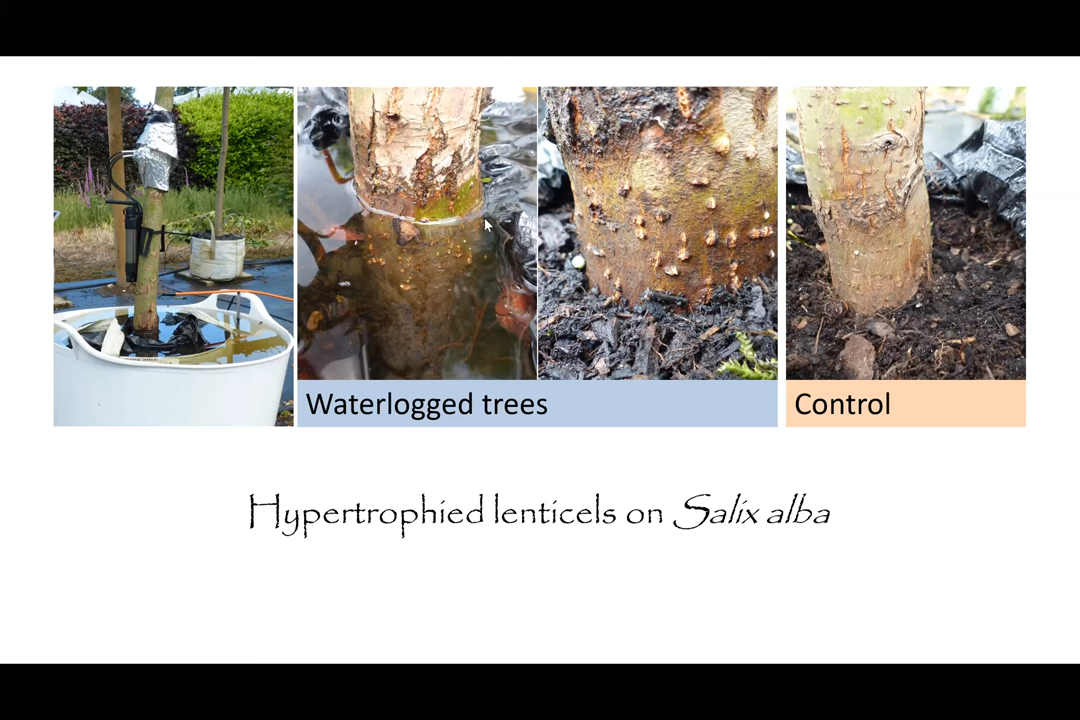 Waterlogged trees
Control
Hypertrophied lenticels on Salix alba